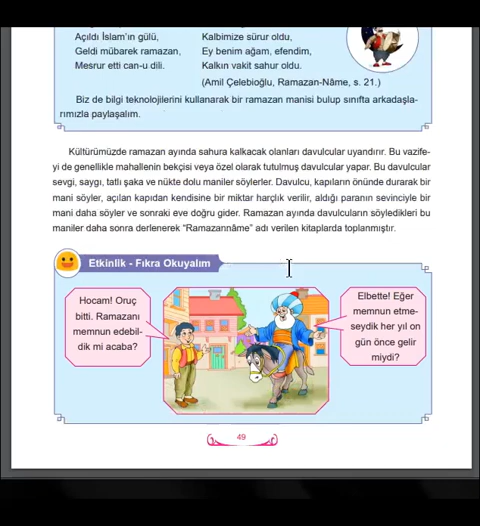 Açıldı İslam'ın gülü,
Geldi mübarek ramazan,
Mesrur etti can-u dili.
Kalbimize sürur oldu,
Ey benim ağam, efendim,
Kalkın vakit sahur oldu.
(Amil Çelebioğlu, Ramazan-Nâme, s. 21.)
Biz de bilgi teknolojilerini kullanarak bir ramazan manisi bulup sınıfta arkadaşla-
rımızla paylaşalım.
Kültürümüzde ramazan ayında sahura kalkacak olanları davulcular uyandırır. Bu vazife-
yi de genellikle mahallenin bekçisi veya özel olarak tutulmuş davulcular yapar. Bu davulcular
sevgi, saygı, tatlı şaka ve nükte dolu maniler söylerler. Davulcu, kapıların önünde durarak bir
mani söyler, açılan kapıdan kendisine bir miktar harçlık verilir, aldığı paranın sevinciyle bir
mani daha söyler ve sonraki eve doğru gider. Ramazan ayında davulcuların söyledikleri bu
maniler daha sonra derlenerek "Ramazannâme" adı verilen kitaplarda toplanmıştır.
Etkinlik - Fıkra Okuyalım
Hocam! Oruç
bitti. Ramazanı
memnun edebil-
dik mi acaba?
Elbette! Eğer
memnun etme-
seydik her yıl on
gün önce gelir
miydi?
49